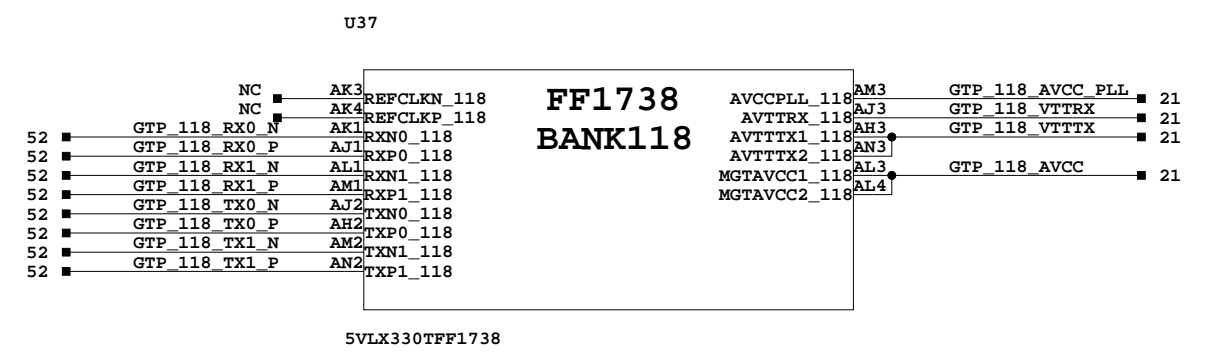 U37
NC AK3 REFCLKN_118 FF1738 AVCCPLL_118 AM3 GTP_118_AVCC_PLL 21
NC AK4 REFCLKP_118 BANK118 AVTTRX_118 AJ3 GTP_118_VTTRX 21
52 GTP_118_RX0_N AK1 RXN0_118 AVTTTX1_118 AH3 GTP_118_VTTTX 21
52 GTP_118_RX0_P AJ1 RXP0_118 AVTTTX2_118 AN3
52 GTP_118_RX1_N AL1 RXN1_118 MGTAVCC1_118 AL3 GTP_118_AVCC 21
52 GTP_118_RX1_P AM1 RXP1_118 MGTAVCC2_118 AL4
52 GTP_118_TX0_N AJ2 TXN0_118
52 GTP_118_TX0_P AH2 TXP0_118
52 GTP_118_TX1_N AM2 TXN1_118
52 GTP_118_TX1_P AN2 TXP1_118
5VLX330TFF1738